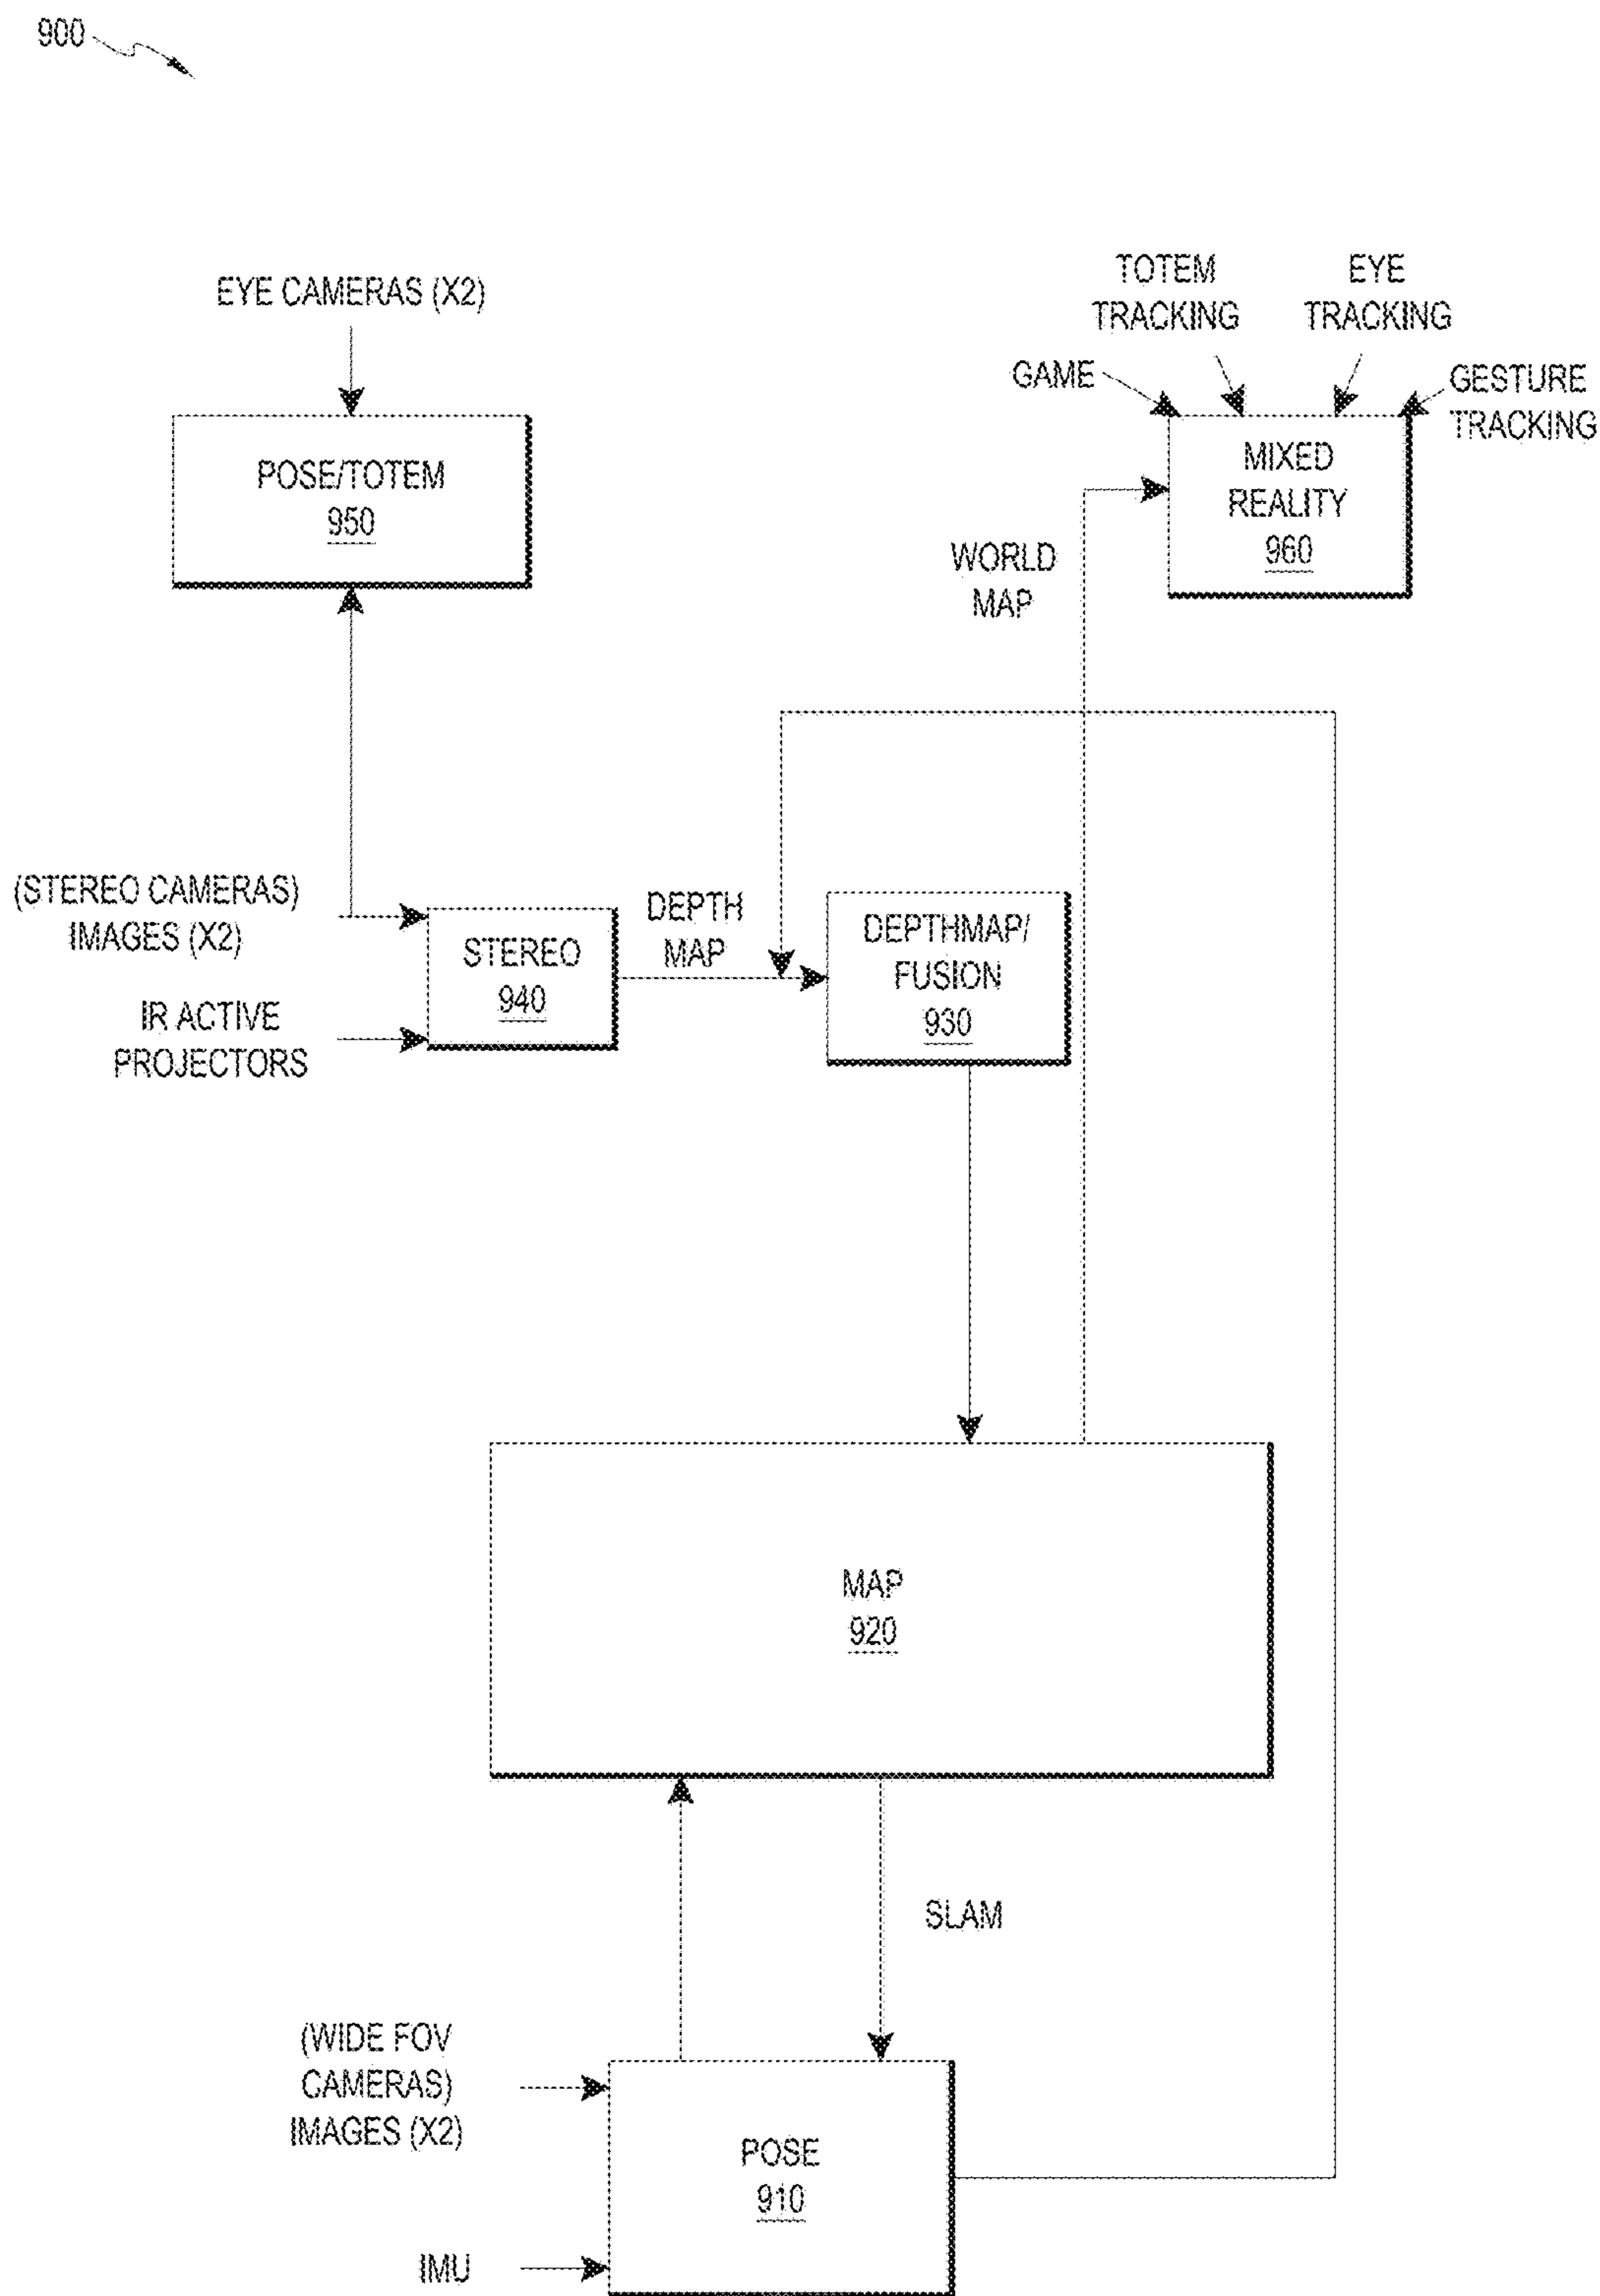 900
EYE CAMERAS (X2)
TOTEM
TRACKING
EYE
TRACKING
GAME
GESTURE
TRACKING
POSE/TOTEM
950
MIXED
REALITY
960
WORLD
MAP
(STEREO CAMERAS)
IMAGES (X2)
STEREO
940
DEPTH
MAP
DEPTHMAP/
FUSION
930
IR ACTIVE
PROJECTORS
MAP
920
SLAM
(WIDE FOV
CAMERAS)
IMAGES (X2)
POSE
910
IMU